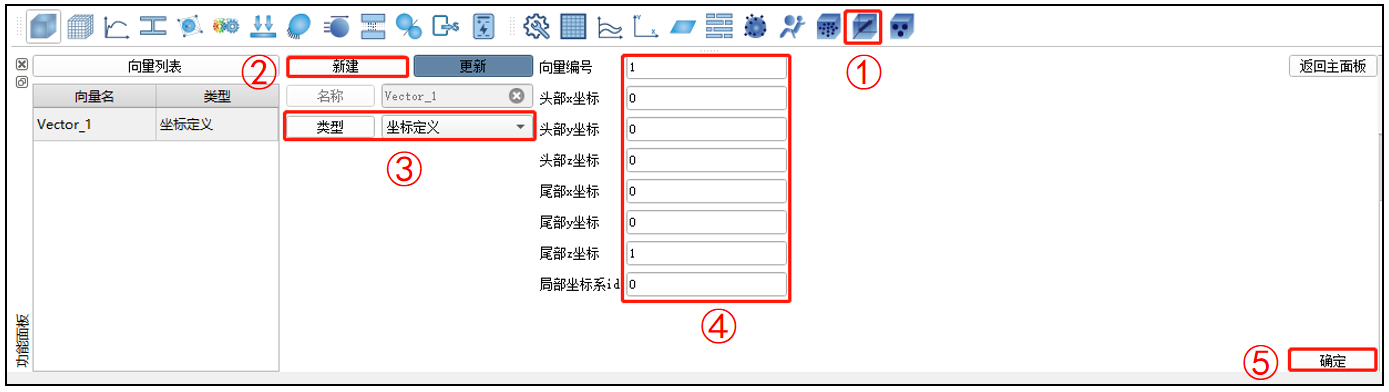 ①
向量列表
②
新建
更新
向量编号
1
返回主面板
向量名
类型
名称
Vector_1
头部x坐标
0
Vector_1
坐标定义
类型
坐标定义
头部y坐标
0
③
头部z坐标
0
尾部x坐标
0
尾部y坐标
0
尾部z坐标
1
局部坐标系id
0
④
功能面板
⑤
确定